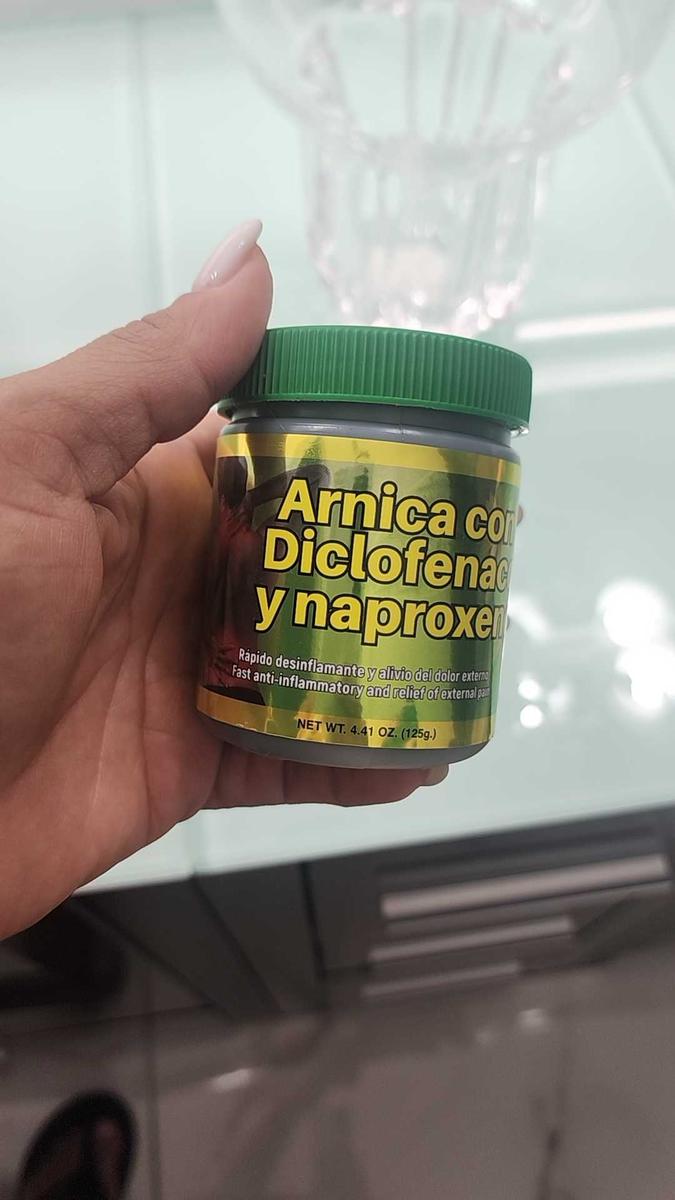 Arnica con
Diclofenac
y naproxen
Rápido desinflamante y alivio del dolor externo
Fast anti-inflammatory and relief of external pain
NET WT. 4.41 OZ. (125g.)